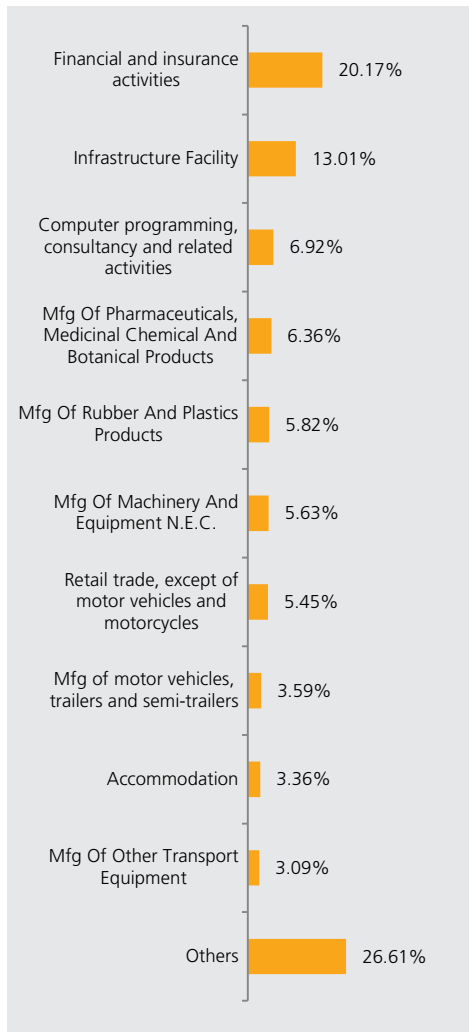 Financial and insurance
activities
20.17%
Infrastructure Facility
13.01%
Computer programming,
consultancy and related
activities
6.92%
Mfg Of Pharmaceuticals,
Medicinal Chemical And
Botanical Products
6.36%
Mfg Of Rubber And Plastics
Products
5.82%
Mfg Of Machinery And
Equipment N.E.C.
5.63%
Retail trade, except of
motor vehicles and
motorcycles
5.45%
Mfg of motor vehicles,
trailers and semi-trailers
3.59%
Accommodation
3.36%
Mfg Of Other Transport
Equipment
3.09%
Others
26.61%